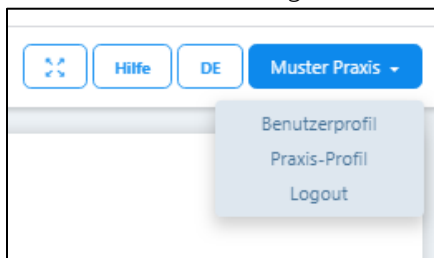 Hilfe
DE
Muster Praxis
Benutzerprofil
Praxis-Profil
Logout